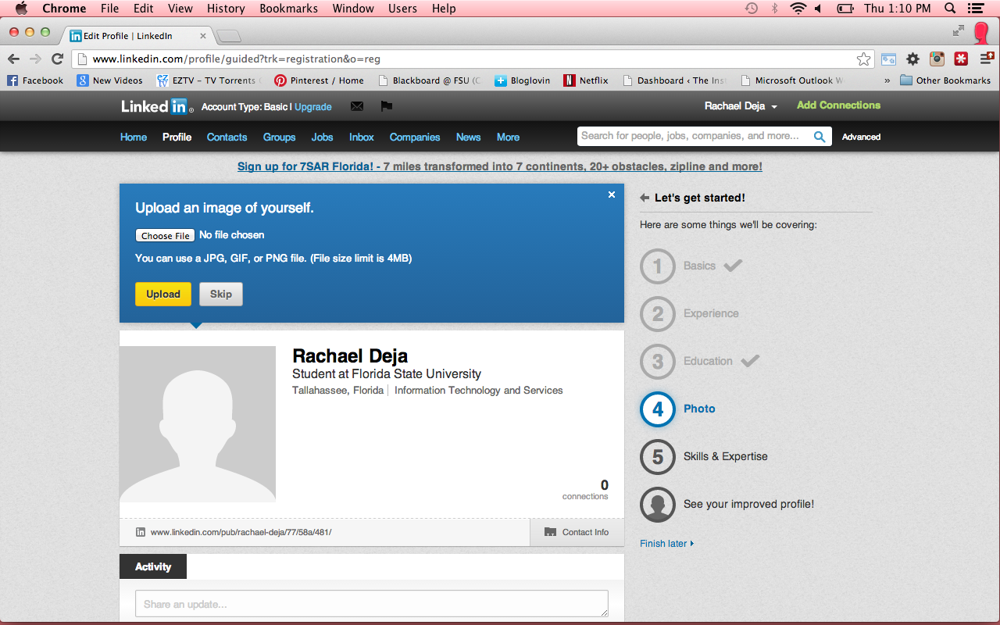 Chrome File Edit View History Bookmarks Window Users Help Thu 1:10 PM
in Edit Profile | LinkedIn
www.linkedin.com/profile/guided?trk=registration&o=reg
Facebook New Videos EZTV - TV Torrents Pinterest / Home Blackboard @ FSU (C Bloglovin Netflix Dashboard ‹ The Inst Microsoft Outlook W » Other Bookmarks
Linked in Account Type: Basic | Upgrade Rachael Deja Add Connections
Home Profile Contacts Groups Jobs Inbox Companies News More Search for people, jobs, companies, and more... Advanced
Sign up for 7SAR Florida! - 7 miles transformed into 7 continents, 20+ obstacles, zipline and more!
Upload an image of yourself.
Choose File No file chosen
You can use a JPG, GIF, or PNG file. (File size limit is 4MB)
Upload Skip
Rachael Deja
Student at Florida State University
Tallahassee, Florida | Information Technology and Services
0
connections
in www.linkedin.com/pub/rachael-deja/77/58a/481/ Contact Info
Activity
Share an update...
Let's get started!
Here are some things we'll be covering:
1 Basics
2 Experience
3 Education
4 Photo
5 Skills & Expertise
See your improved profile!
Finish later